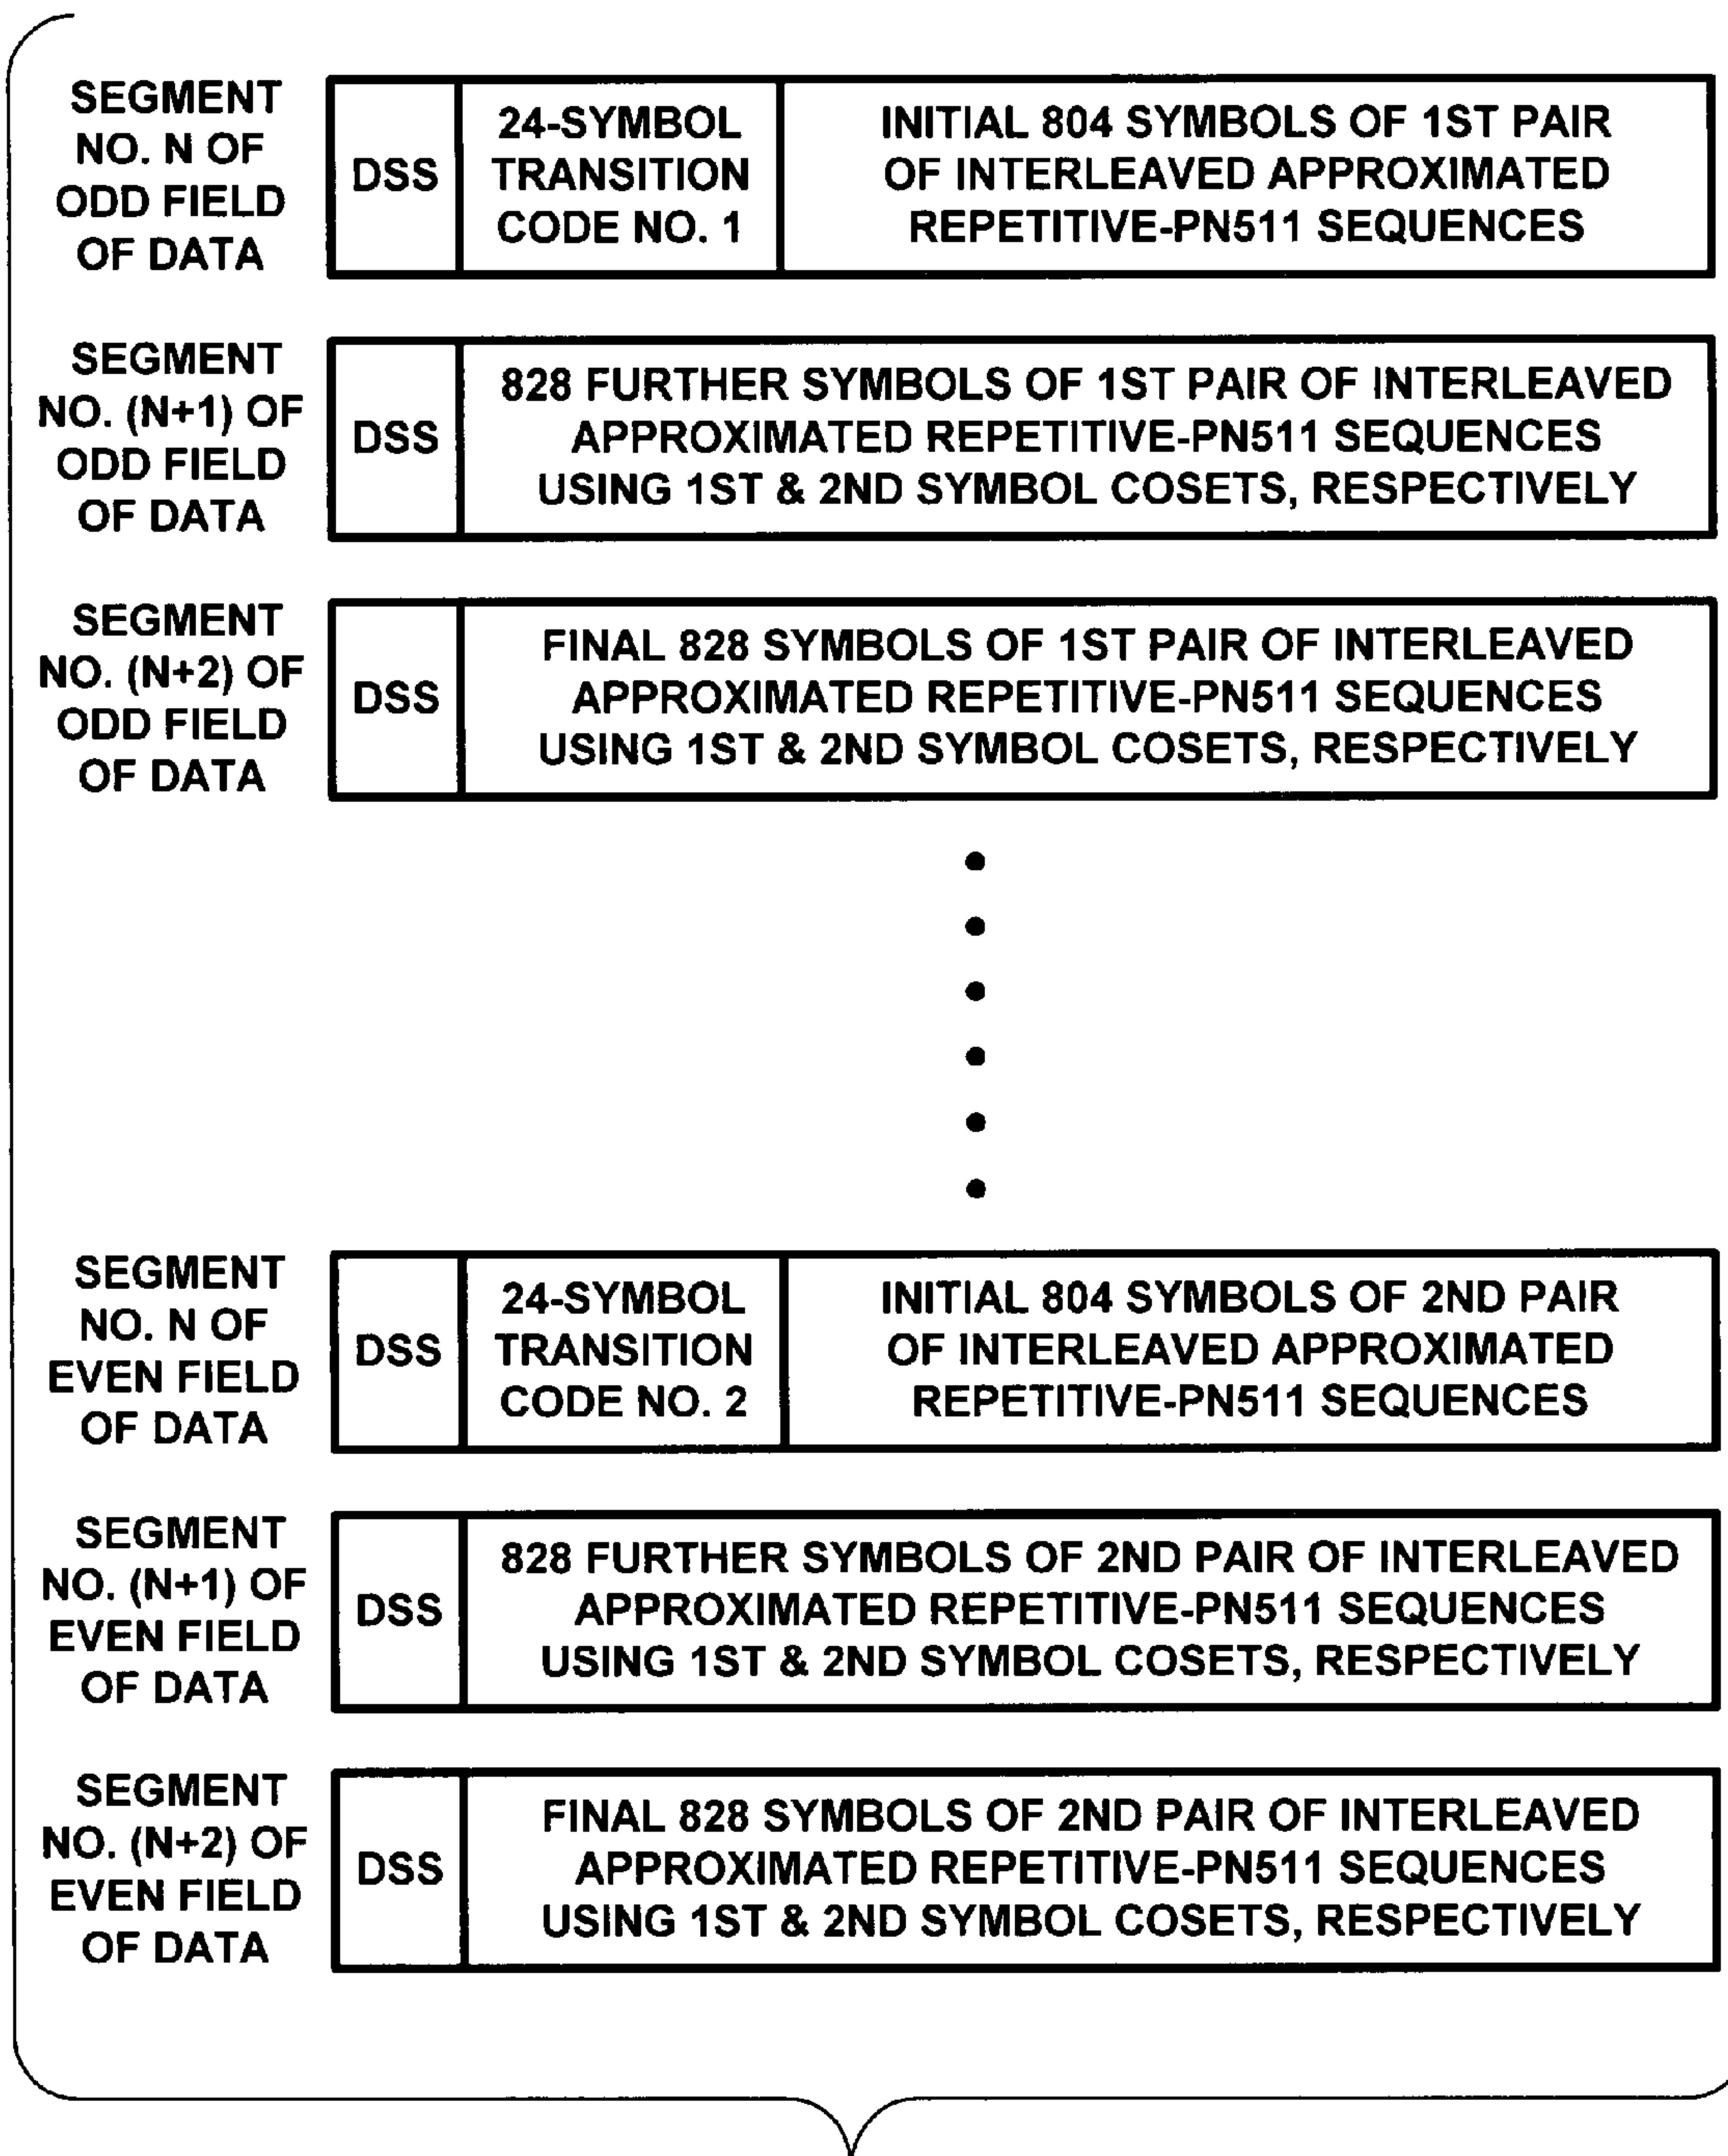 SEGMENT
NO. N OF
ODD FIELD
OF DATA
DSS
24-SYMBOL
TRANSITION
CODE NO. 1
INITIAL 804 SYMBOLS OF 1ST PAIR
OF INTERLEAVED APPROXIMATED
REPETITIVE-PN511 SEQUENCES
SEGMENT
NO. (N+1) OF
ODD FIELD
OF DATA
DSS
828 FURTHER SYMBOLS OF 1ST PAIR OF INTERLEAVED
APPROXIMATED REPETITIVE-PN511 SEQUENCES
USING 1ST & 2ND SYMBOL COSETS, RESPECTIVELY
SEGMENT
NO. (N+2) OF
ODD FIELD
OF DATA
DSS
FINAL 828 SYMBOLS OF 1ST PAIR OF INTERLEAVED
APPROXIMATED REPETITIVE-PN511 SEQUENCES
USING 1ST & 2ND SYMBOL COSETS, RESPECTIVELY
SEGMENT
NO. N OF
EVEN FIELD
OF DATA
DSS
24-SYMBOL
TRANSITION
CODE NO. 2
INITIAL 804 SYMBOLS OF 2ND PAIR
OF INTERLEAVED APPROXIMATED
REPETITIVE-PN511 SEQUENCES
SEGMENT
NO. (N+1) OF
EVEN FIELD
OF DATA
DSS
828 FURTHER SYMBOLS OF 2ND PAIR OF INTERLEAVED
APPROXIMATED REPETITIVE-PN511 SEQUENCES
USING 1ST & 2ND SYMBOL COSETS, RESPECTIVELY
SEGMENT
NO. (N+2) OF
EVEN FIELD
OF DATA
DSS
FINAL 828 SYMBOLS OF 2ND PAIR OF INTERLEAVED
APPROXIMATED REPETITIVE-PN511 SEQUENCES
USING 1ST & 2ND SYMBOL COSETS, RESPECTIVELY